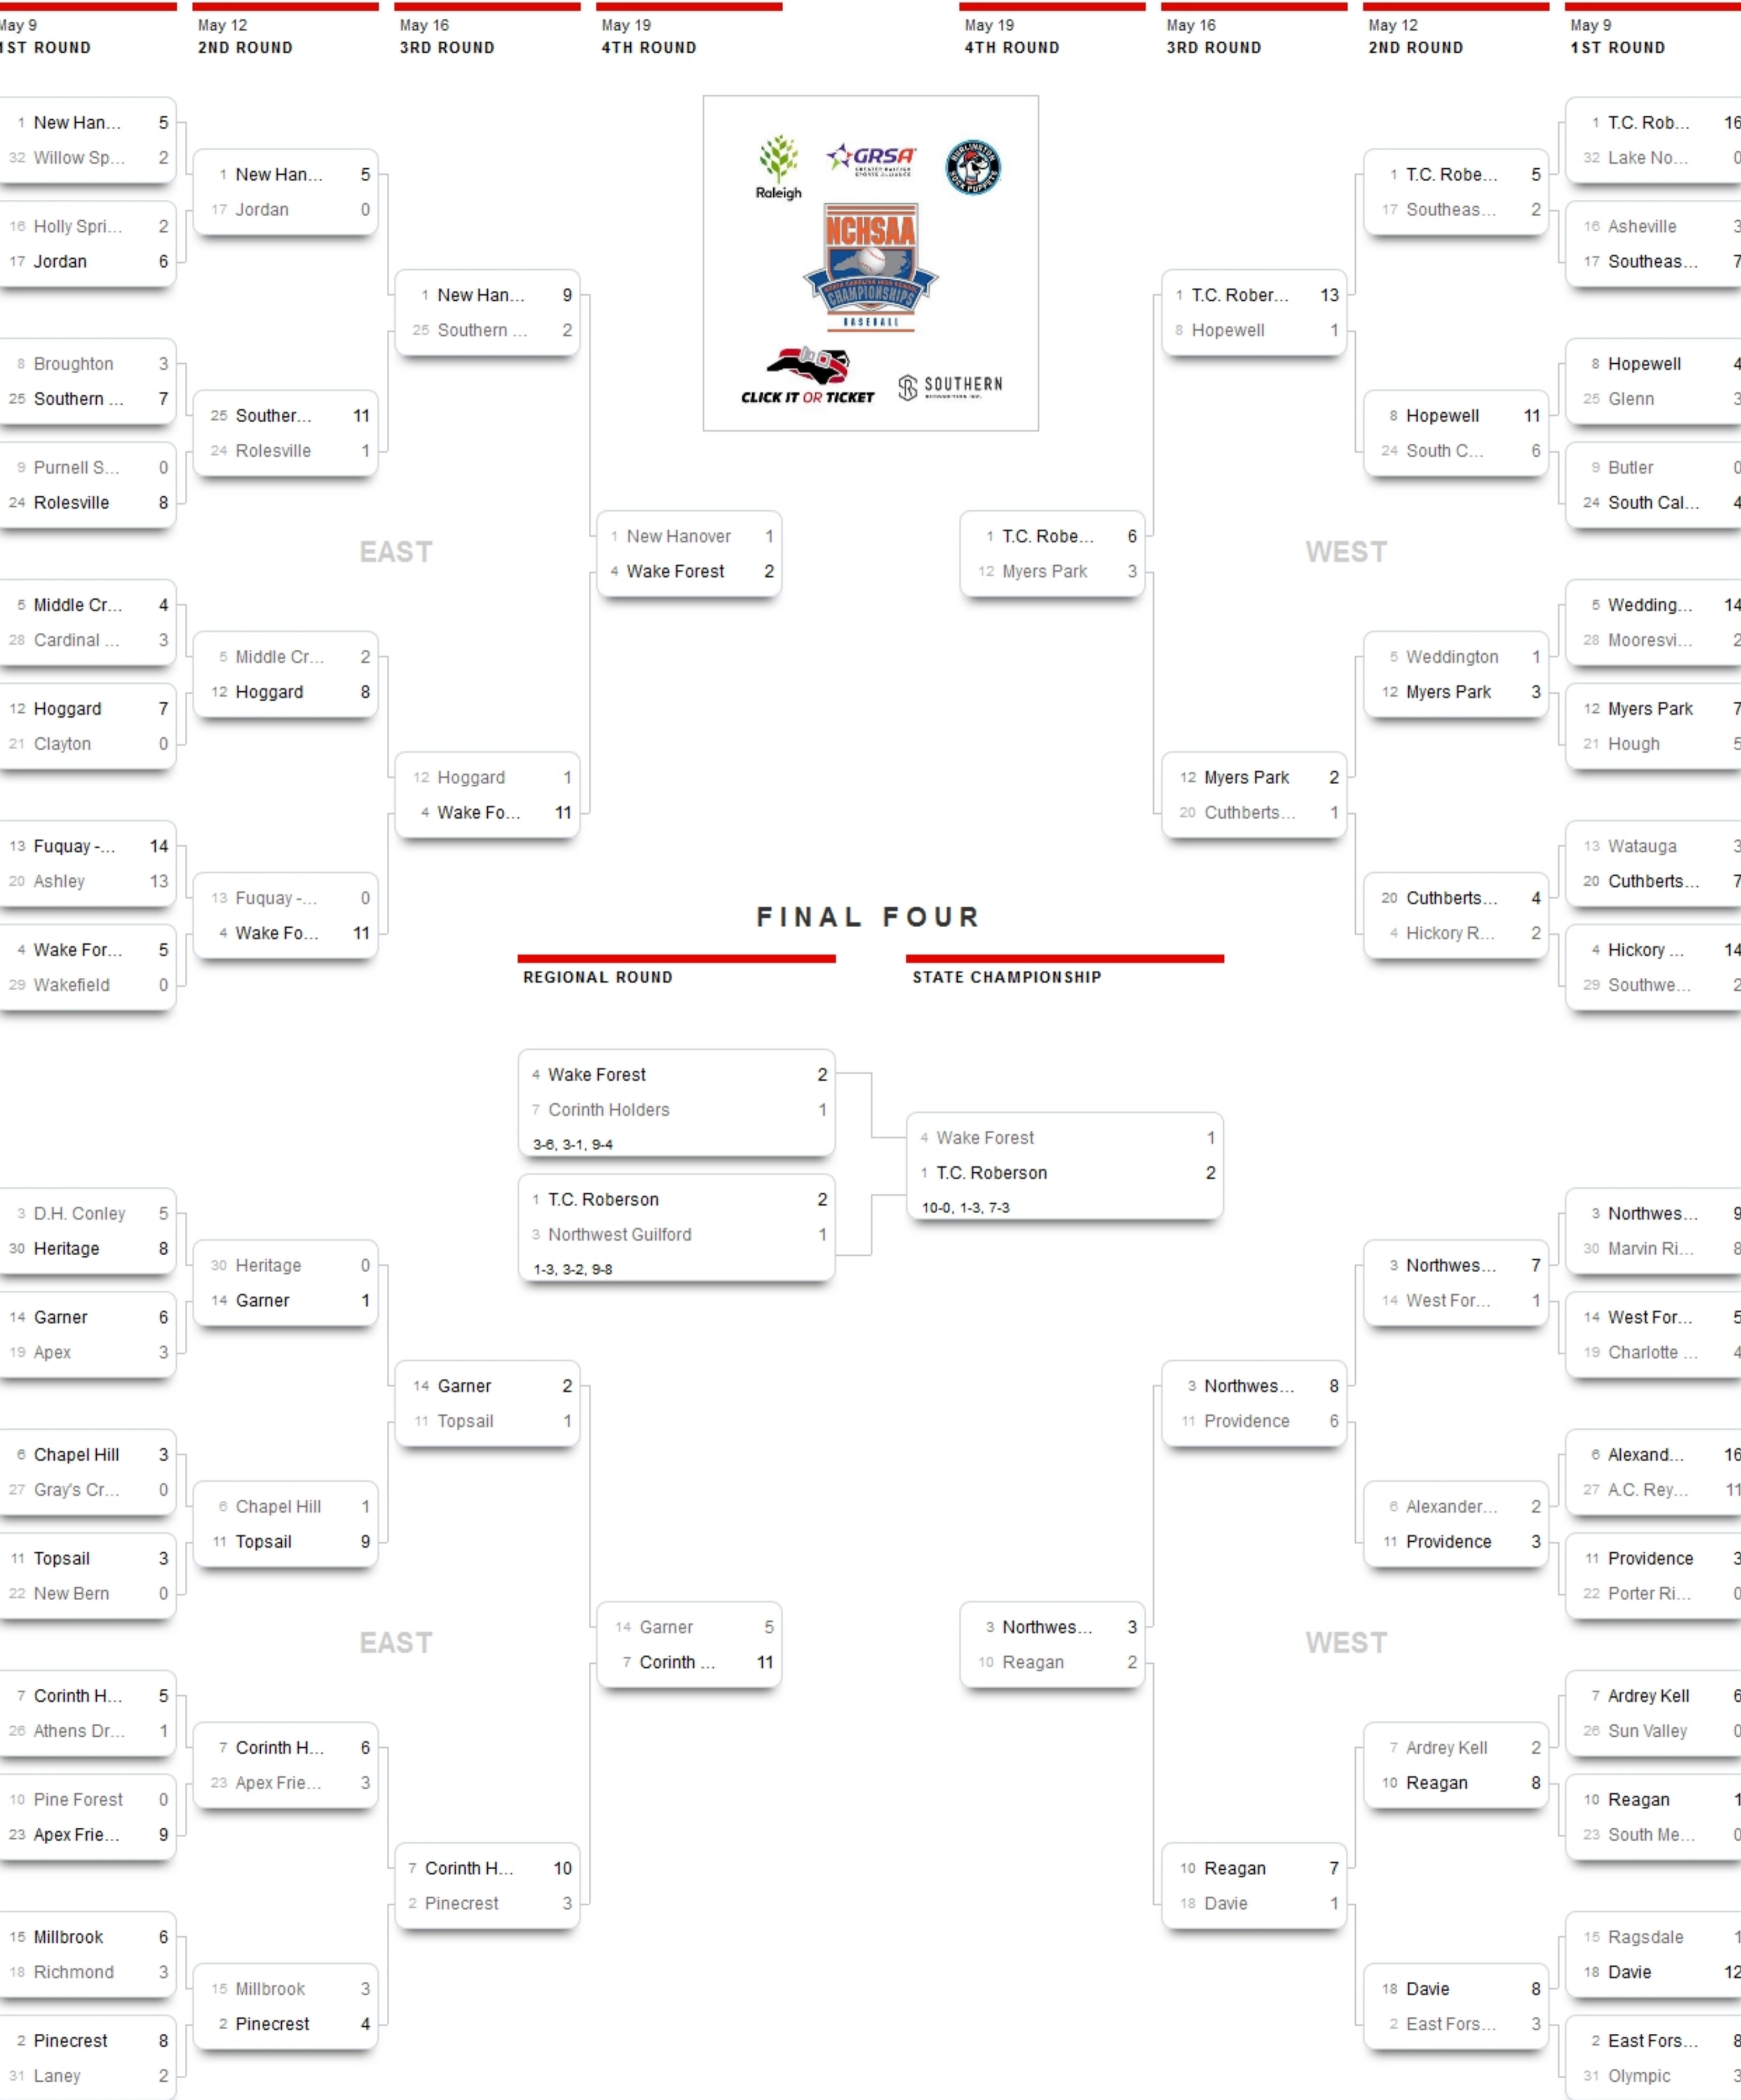 May 9
1ST ROUND
May 12
2ND ROUND
May 16
3RD ROUND
May 19
4TH ROUND
May 19
4TH ROUND
May 16
3RD ROUND
May 12
2ND ROUND
May 9
1ST ROUND
1 New Han... 5
32 Willow Sp... 2
16 Holly Spri... 2
17 Jordan 6
8 Broughton 3
25 Southern ... 7
9 Purnell S... 0
24 Rolesville 8
5 Middle Cr... 4
28 Cardinal ... 3
12 Hoggard 7
21 Clayton 0
13 Fuquay -... 14
20 Ashley 13
4 Wake For... 5
29 Wakefield 0
1 New Han... 5
17 Jordan 0
25 Souther... 11
24 Rolesville 1
5 Middle Cr... 2
12 Hoggard 8
13 Fuquay -... 0
4 Wake Fo... 11
1 New Han... 9
25 Southern ... 2
12 Hoggard 1
4 Wake Fo... 11
EAST
1 New Hanover 1
4 Wake Forest 2
Raleigh
GRSA
GREATER RALEIGH
SPORTS ALLIANCE
BURLINGTON
SOCK PUPPETS
NCHSAA
NORTH CAROLINA HIGH SCHOOL
CHAMPIONSHIPS
BASEBALL
CLICK IT OR TICKET
SOUTHERN
RECOGNITION INC.
1 T.C. Robe... 6
12 Myers Park 3
WEST
1 T.C. Rober... 13
8 Hopewell 1
12 Myers Park 2
20 Cuthberts... 1
1 T.C. Robe... 5
17 Southeas... 2
8 Hopewell 11
24 South C... 6
5 Weddington 1
12 Myers Park 3
20 Cuthberts... 4
4 Hickory R... 2
1 T.C. Rob... 16
32 Lake No... 0
16 Asheville 3
17 Southeas... 7
8 Hopewell 4
25 Glenn 3
9 Butler 0
24 South Cal... 4
5 Wedding... 14
28 Mooresvi... 2
12 Myers Park 7
21 Hough 5
13 Watauga 3
20 Cuthberts... 7
4 Hickory ... 14
29 Southwe... 2
FINAL FOUR
REGIONAL ROUND
STATE CHAMPIONSHIP
4 Wake Forest 2
7 Corinth Holders 1
3-6, 3-1, 9-4
1 T.C. Roberson 2
3 Northwest Guilford 1
1-3, 3-2, 9-8
4 Wake Forest 1
1 T.C. Roberson 2
10-0, 1-3, 7-3
3 D.H. Conley 5
30 Heritage 8
14 Garner 6
19 Apex 3
6 Chapel Hill 3
27 Gray's Cr... 0
11 Topsail 3
22 New Bern 0
7 Corinth H... 5
26 Athens Dr... 1
10 Pine Forest 0
23 Apex Frie... 9
15 Millbrook 6
18 Richmond 3
2 Pinecrest 8
31 Laney 2
30 Heritage 0
14 Garner 1
6 Chapel Hill 1
11 Topsail 9
7 Corinth H... 6
23 Apex Frie... 3
15 Millbrook 3
2 Pinecrest 4
14 Garner 2
11 Topsail 1
7 Corinth H... 10
2 Pinecrest 3
EAST
14 Garner 5
7 Corinth ... 11
3 Northwes... 3
10 Reagan 2
WEST
3 Northwes... 8
11 Providence 6
10 Reagan 7
18 Davie 1
3 Northwes... 7
14 West For... 1
6 Alexander... 2
11 Providence 3
7 Ardrey Kell 2
10 Reagan 8
18 Davie 8
2 East Fors... 3
3 Northwes... 9
30 Marvin Ri... 8
14 West For... 5
19 Charlotte ... 4
6 Alexand... 16
27 A.C. Rey... 11
11 Providence 3
22 Porter Ri... 0
7 Ardrey Kell 6
26 Sun Valley 0
10 Reagan 1
23 South Me... 0
15 Ragsdale 1
18 Davie 12
2 East Fors... 8
31 Olympic 3